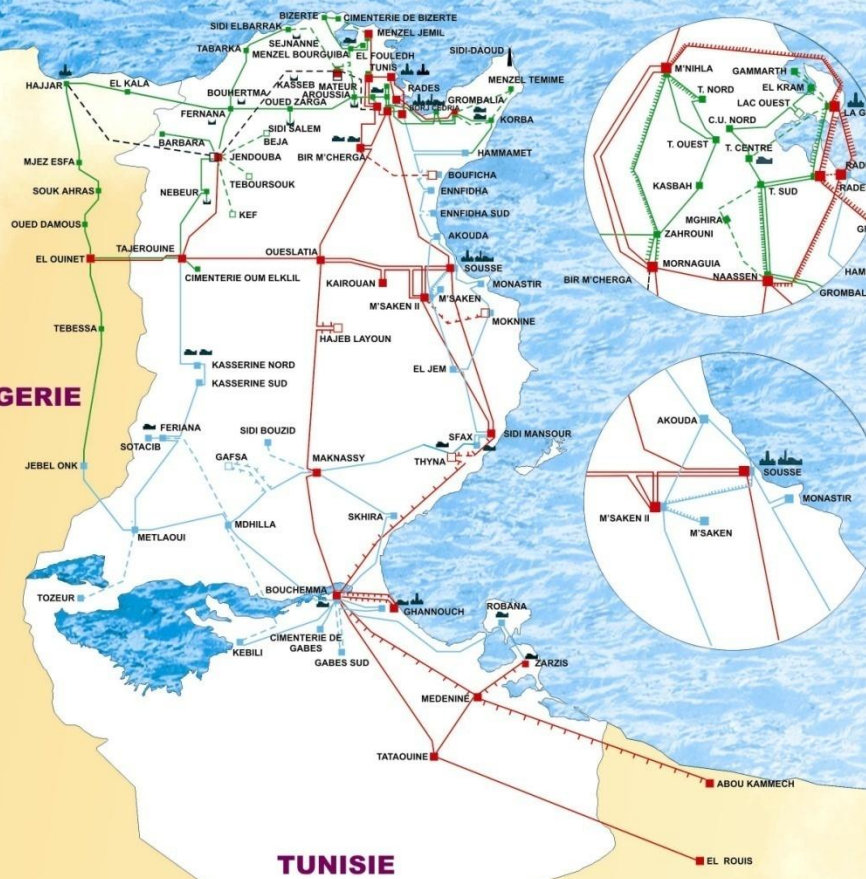 BIZERTE
CIMENTERIE DE BIZERTE
SIDI ELBARRAK
MENZEL JEMIL
SEJNANNE
TABARKA
MENZEL BOURGUIBA
EL FOULEDH
SIDI-DAOUD
TUNIS
HAJJAR
EL KALA
KASSEB
MATEUR
RADES
MENZEL TEMIME
BOUHERTMA
AROUSSIA
GROMBALIA
OUED ZARGA
FERNANA
KORBA
SIDI SALEM
BARBARA
BEJA
HAMMAMET
MJEZ ESFA
JENDOUBA
BIR M'CHERGA
BOUFICHA
TEBOURSOUK
SOUK AHRAS
NEBEUR
ENNFIDHA
KEF
ENNFIDHA SUD
OUED DAMOUS
AKOUDA
EL OUINET
TAJEROUINE
OUESLATIA
SOUSSE
CIMENTERIE OUM ELKLIL
KAIROUAN
MONASTIR
M'SAKEN
M'SAKEN II
MOKNINE
TEBESSA
HAJEB LAYOUN
KASSERINE NORD
EL JEM
KASSERINE SUD
GERIE
FERIANA
SIDI BOUZID
SFAX
SIDI MANSOUR
SOTACIB
GAFSA
MAKNASSY
THYNA
JEBEL ONK
SKHIRA
METLAOUI
MDHILLA
BOUCHEMMA
TOZEUR
GHANNOUCH
ROBANA
CIMENTERIE DE
GABES
KEBILI
GABES SUD
ZARZIS
MEDENINE
TATAOUINE
ABOU KAMMECH
EL ROUIS
TUNISIE
M'NIHLA
GAMMARTH
T. NORD
EL KRAM
LAC OUEST
LA G
C.U. NORD
T. OUEST
T. CENTRE
RAD
KASBAH
T. SUD
RADE
MGHIRA
ZAHROUNI
G
MORNAGUIA
BIR M'CHERGA
NAASSEN
HAM
GROMBAL
AKOUDA
SOUSSE
MONASTIR
M'SAKEN II
M'SAKEN